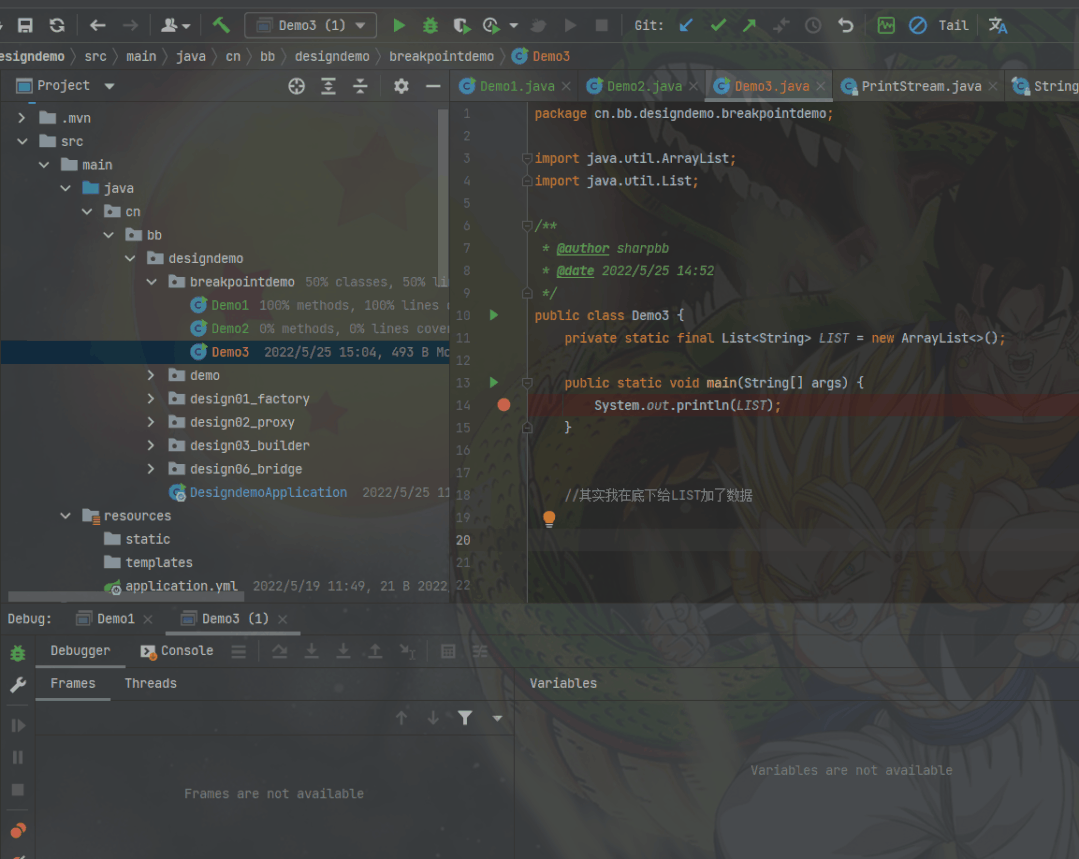 Demo3 (1)
Git:
Tail
esigndemo
src
main
java
cn
bb
designdemo
breakpointdemo
Demo3
Project
Demo1.java
Demo2.java
Demo3.java
PrintStream.java
String
.mvn
src
main
java
cn
bb
designdemo
breakpointdemo 50% classes, 50% li
Demo1 100% methods, 100% lines c
Demo2 0% methods, 0% lines cover
Demo3 2022/5/25 15:04, 493 B Mo
demo
design01_factory
design02_proxy
design03_builder
design06_bridge
DesigndemoApplication 2022/5/25 11
resources
static
templates
application.yml 2022/5/19 11:49, 21 B 2022
1 package cn.bb.designdemo.breakpointdemo;
2
3 import java.util.ArrayList;
4 import java.util.List;
5
6 /**
7 * @author sharpbb
8 * @date 2022/5/25 14:52
9 */
10 public class Demo3 {
11 private static final List<String> LIST = new ArrayList<>();
12
13 public static void main(String[] args) {
14 System.out.println(LIST);
15 }
16
17
18 //其实我在底下给LIST加了数据
19
20
21
22
Debug:
Demo1
Demo3 (1)
Debugger
Console
Frames
Threads
Variables
Frames are not available
Variables are not available